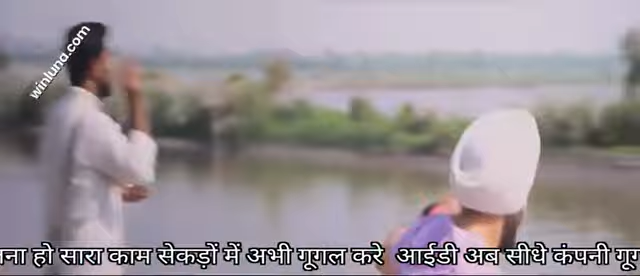 winluna.com
ना हो सारा काम सेकड़ों में अभी गूगल करे आईडी अब सीधे कंपनी गूग